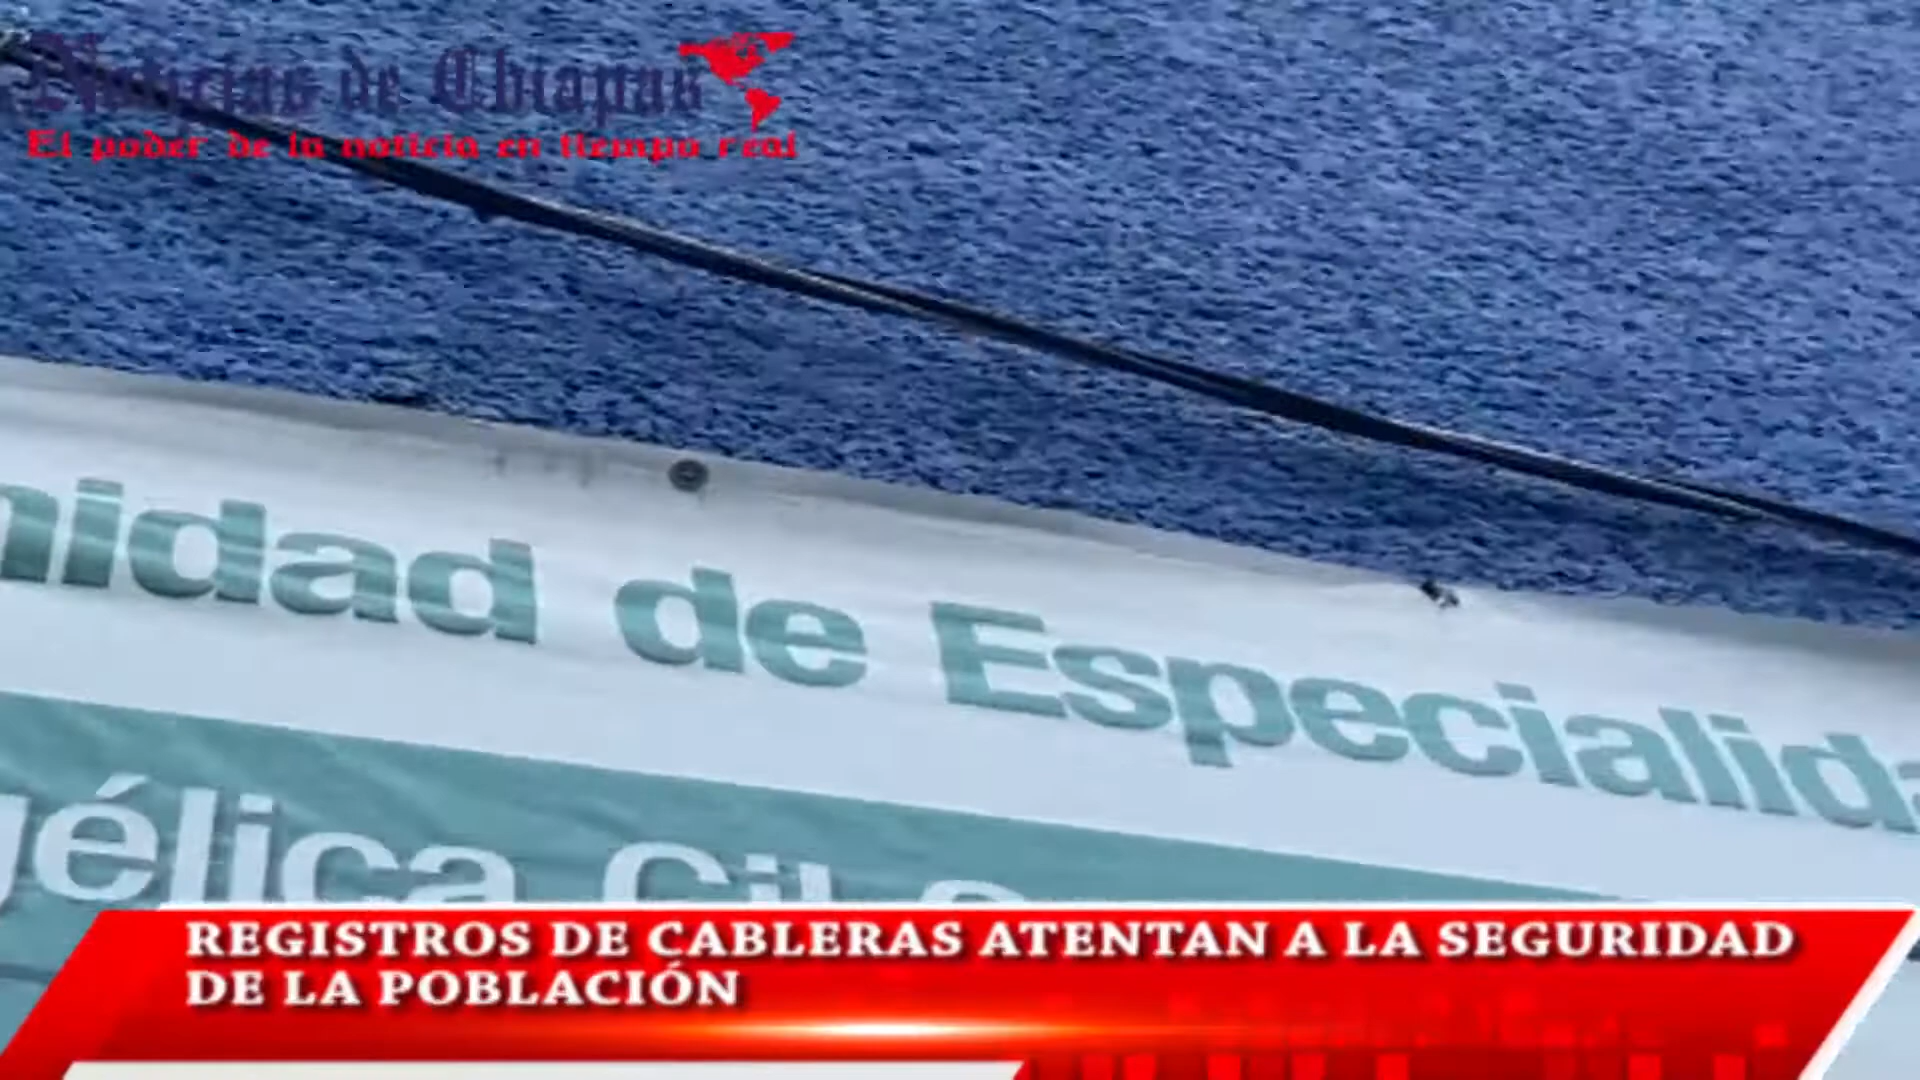 Noticias de Chiapas
El poder de la noticia en tiempo real
nidad de Especialida
gélica Gil
REGISTROS DE CABLERAS ATENTAN A LA SEGURIDAD
DE LA POBLACIÓN